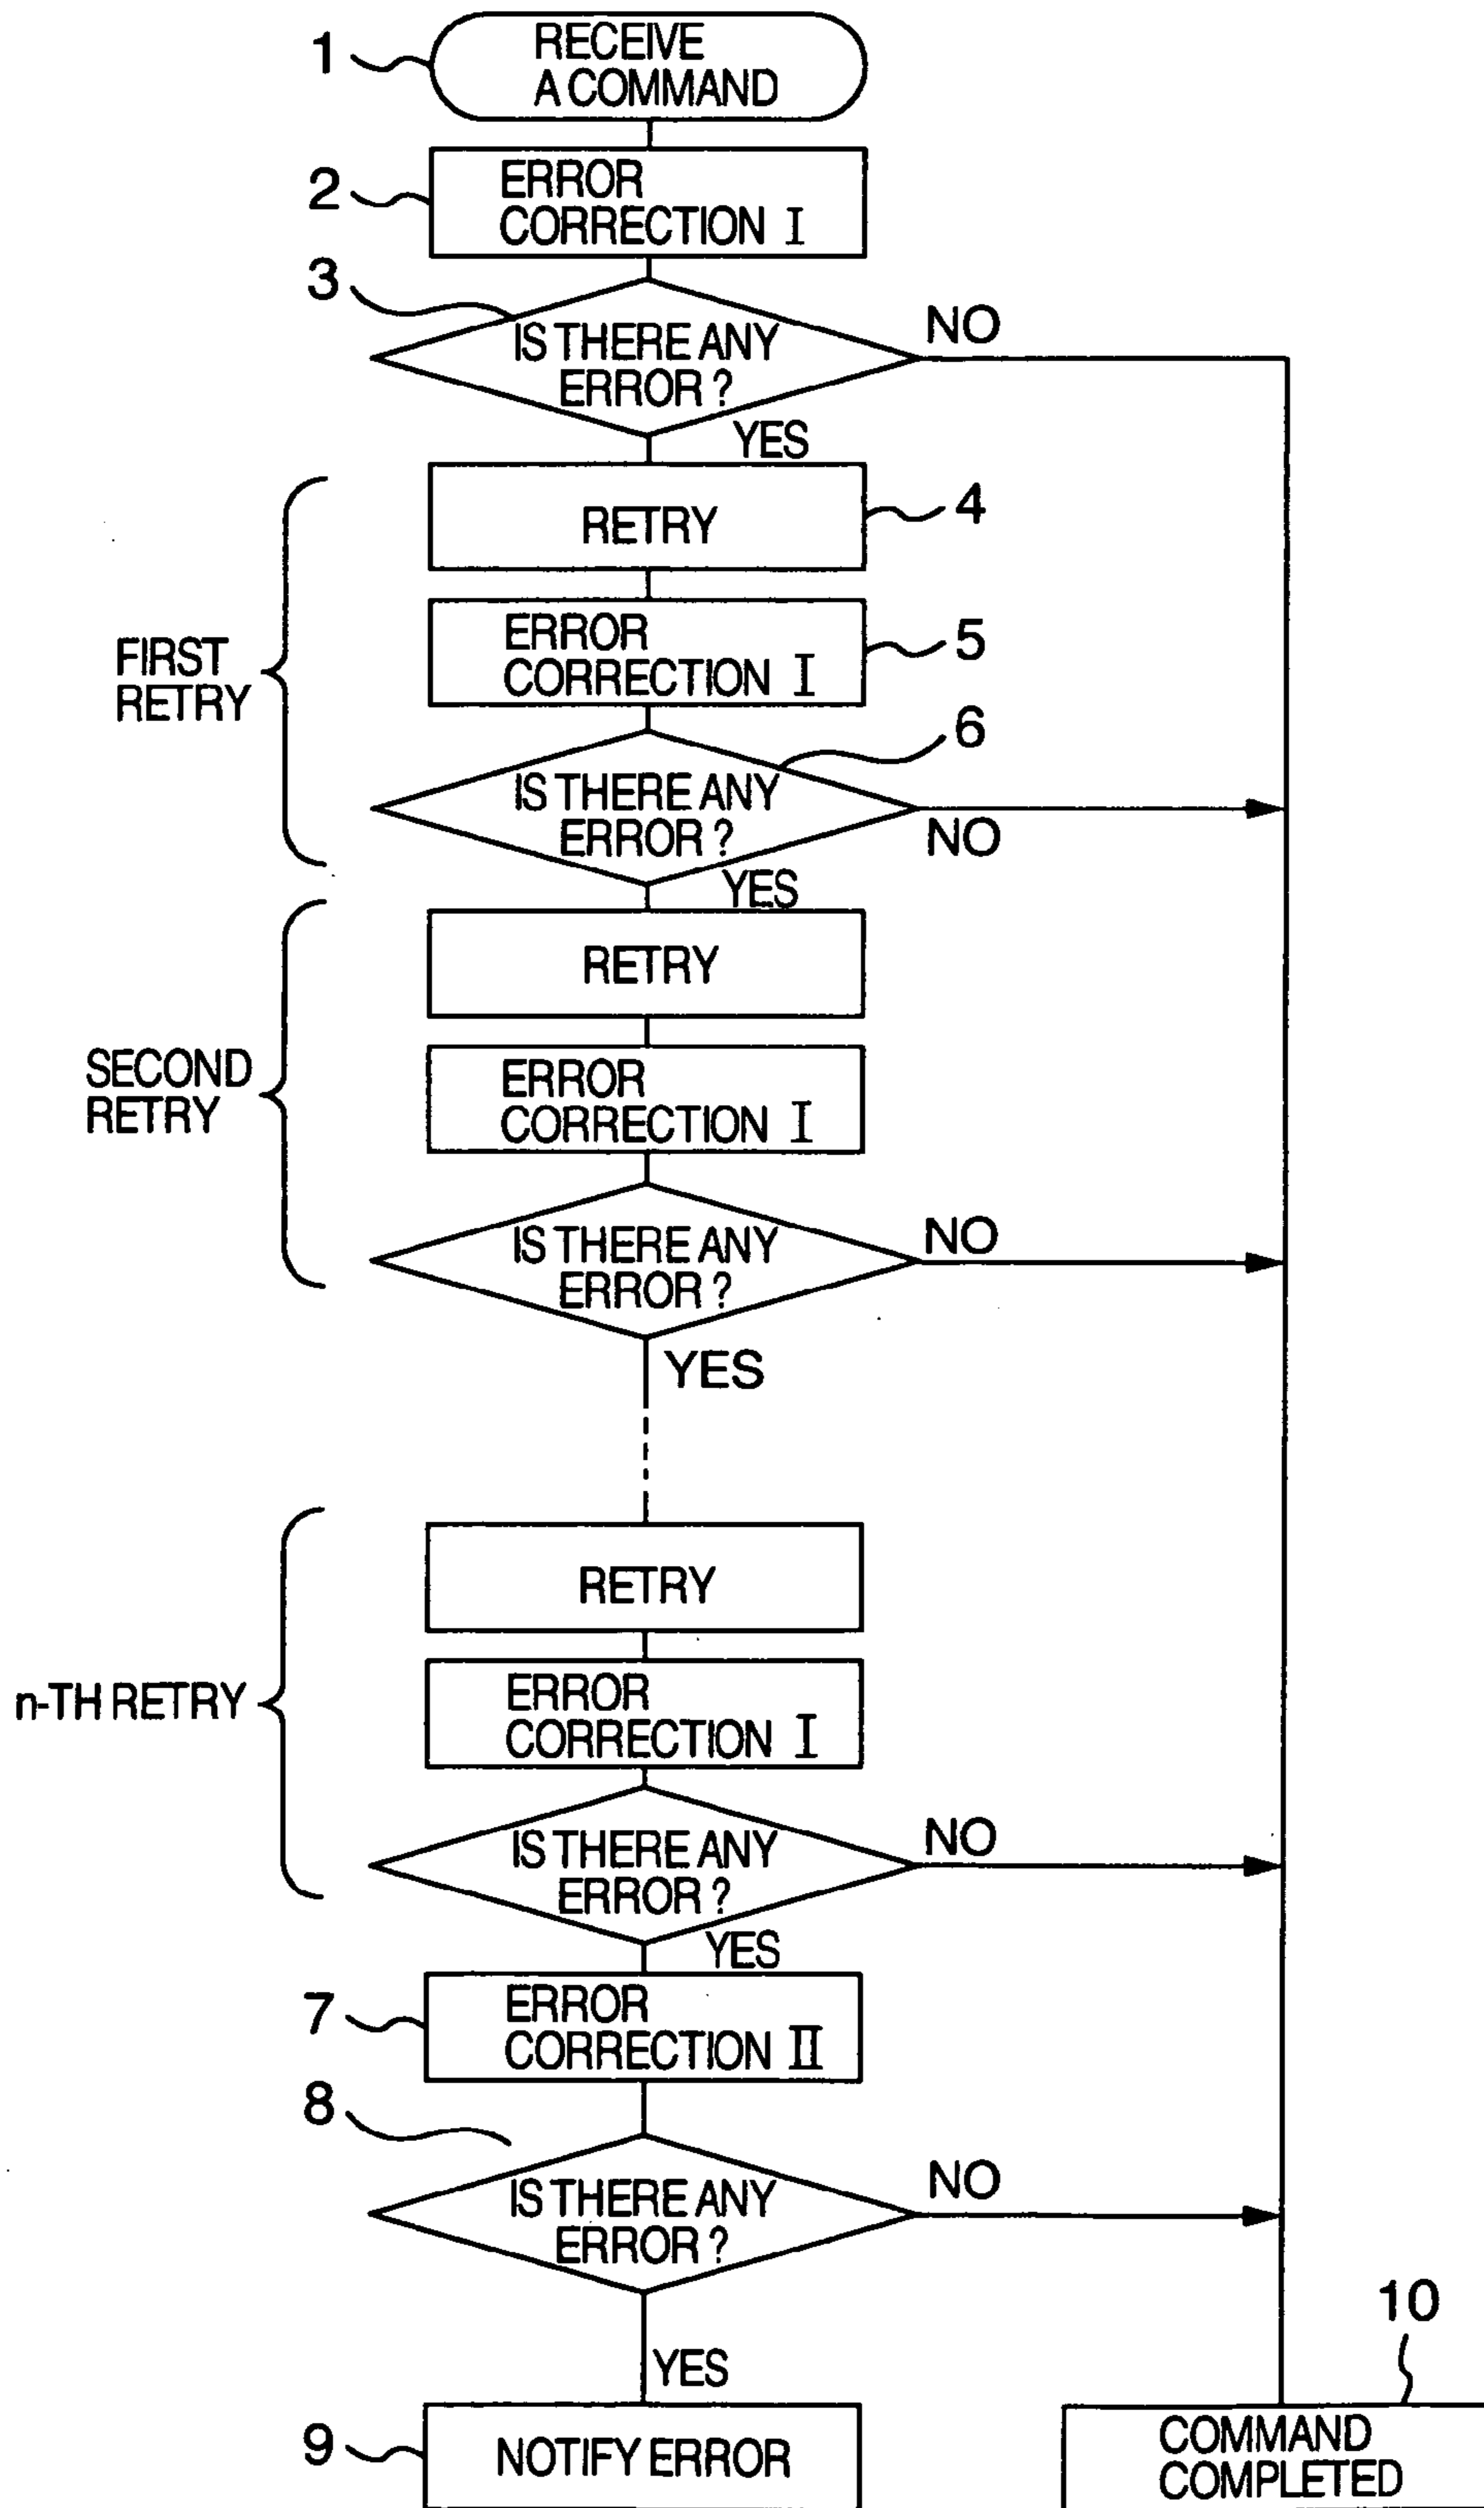 1
RECEIVE
A COMMAND
2
ERROR
CORRECTION I
3
IS THERE ANY
ERROR ?
NO
YES
FIRST
RETRY
RETRY
4
ERROR
CORRECTION I
5
6
IS THERE ANY
ERROR ?
NO
YES
SECOND
RETRY
RETRY
ERROR
CORRECTION I
IS THERE ANY
ERROR ?
NO
YES
n-TH RETRY
RETRY
ERROR
CORRECTION I
IS THERE ANY
ERROR ?
NO
YES
7
ERROR
CORRECTION II
8
IS THERE ANY
ERROR ?
NO
YES
9
NOTIFY ERROR
10
COMMAND
COMPLETED